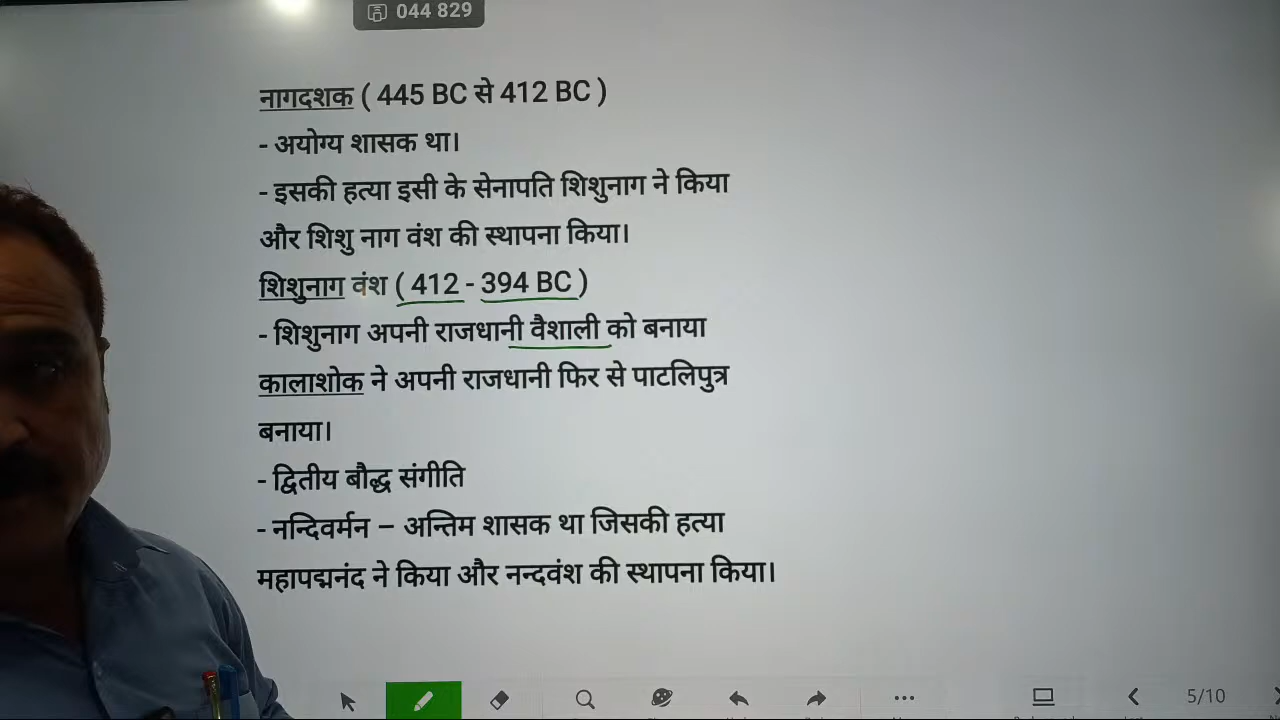 044 829
नागदशक ( 445 BC से 412 BC )
- अयोग्य शासक था।
- इसकी हत्या इसी के सेनापति शिशुनाग ने किया
और शिशु नाग वंश की स्थापना किया।
शिशुनाग वंश ( 412 - 394 BC )
- शिशुनाग अपनी राजधानी वैशाली को बनाया
कालाशोक ने अपनी राजधानी फिर से पाटलिपुत्र
बनाया।
- द्वितीय बौद्ध संगीति
- नन्दिवर्मन – अन्तिम शासक था जिसकी हत्या
महापद्मनंद ने किया और नन्दवंश की स्थापना किया।
5/10